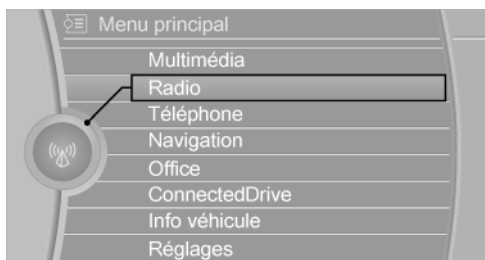 Menu principal
Multimédia
Radio
Téléphone
Navigation
Office
ConnectedDrive
Info véhicule
Réglages